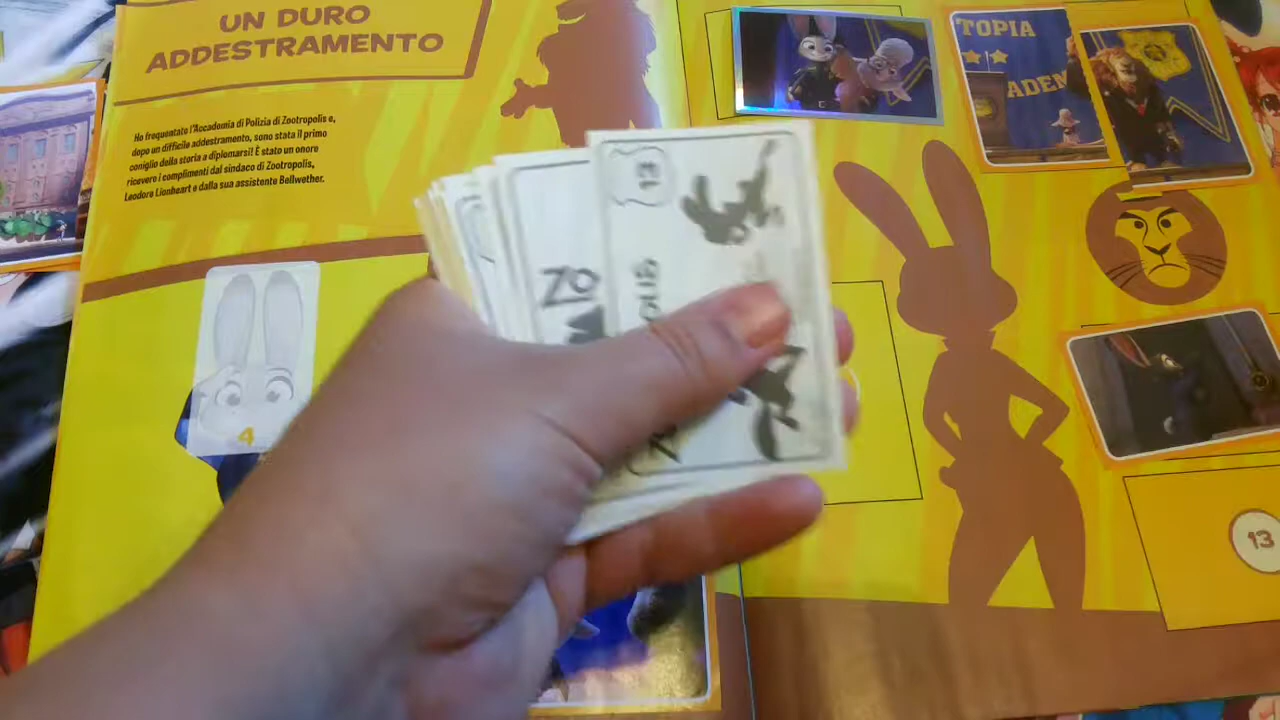 UN DURO
ADDESTRAMENTO
Ho frequentato l'Accademia di Polizia di Zootropolis e,
dopo un difficile addestramento, sono stata il primo
coniglio della storia a diplomarsi! È stato un onore
ricevere i complimenti dal sindaco di Zootropolis,
Leodore Lionheart e dalla sua assistente Bellwether.
TOPIA
ADEM
13
ZO
4
13